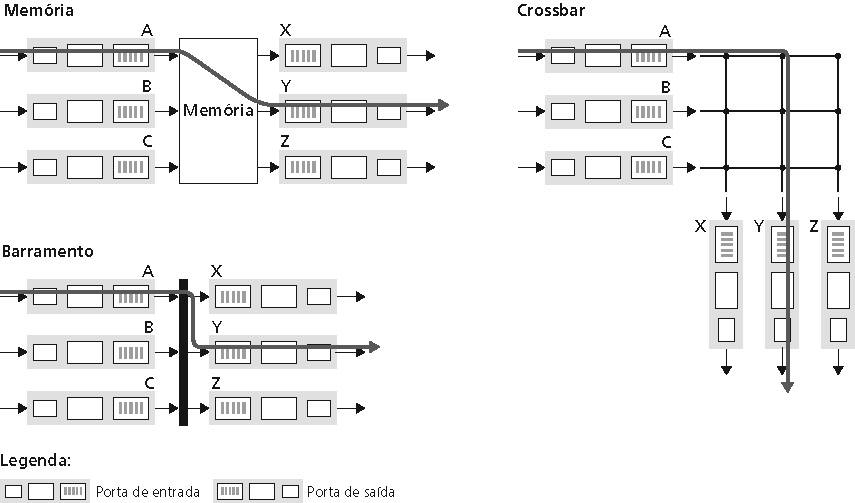 Memória
A
X
B
Y
Memória
C
Z
Crossbar
A
B
C
X
Y
Z
Barramento
A
X
B
Y
C
Z
Legenda:
Porta de entrada
Porta de saída